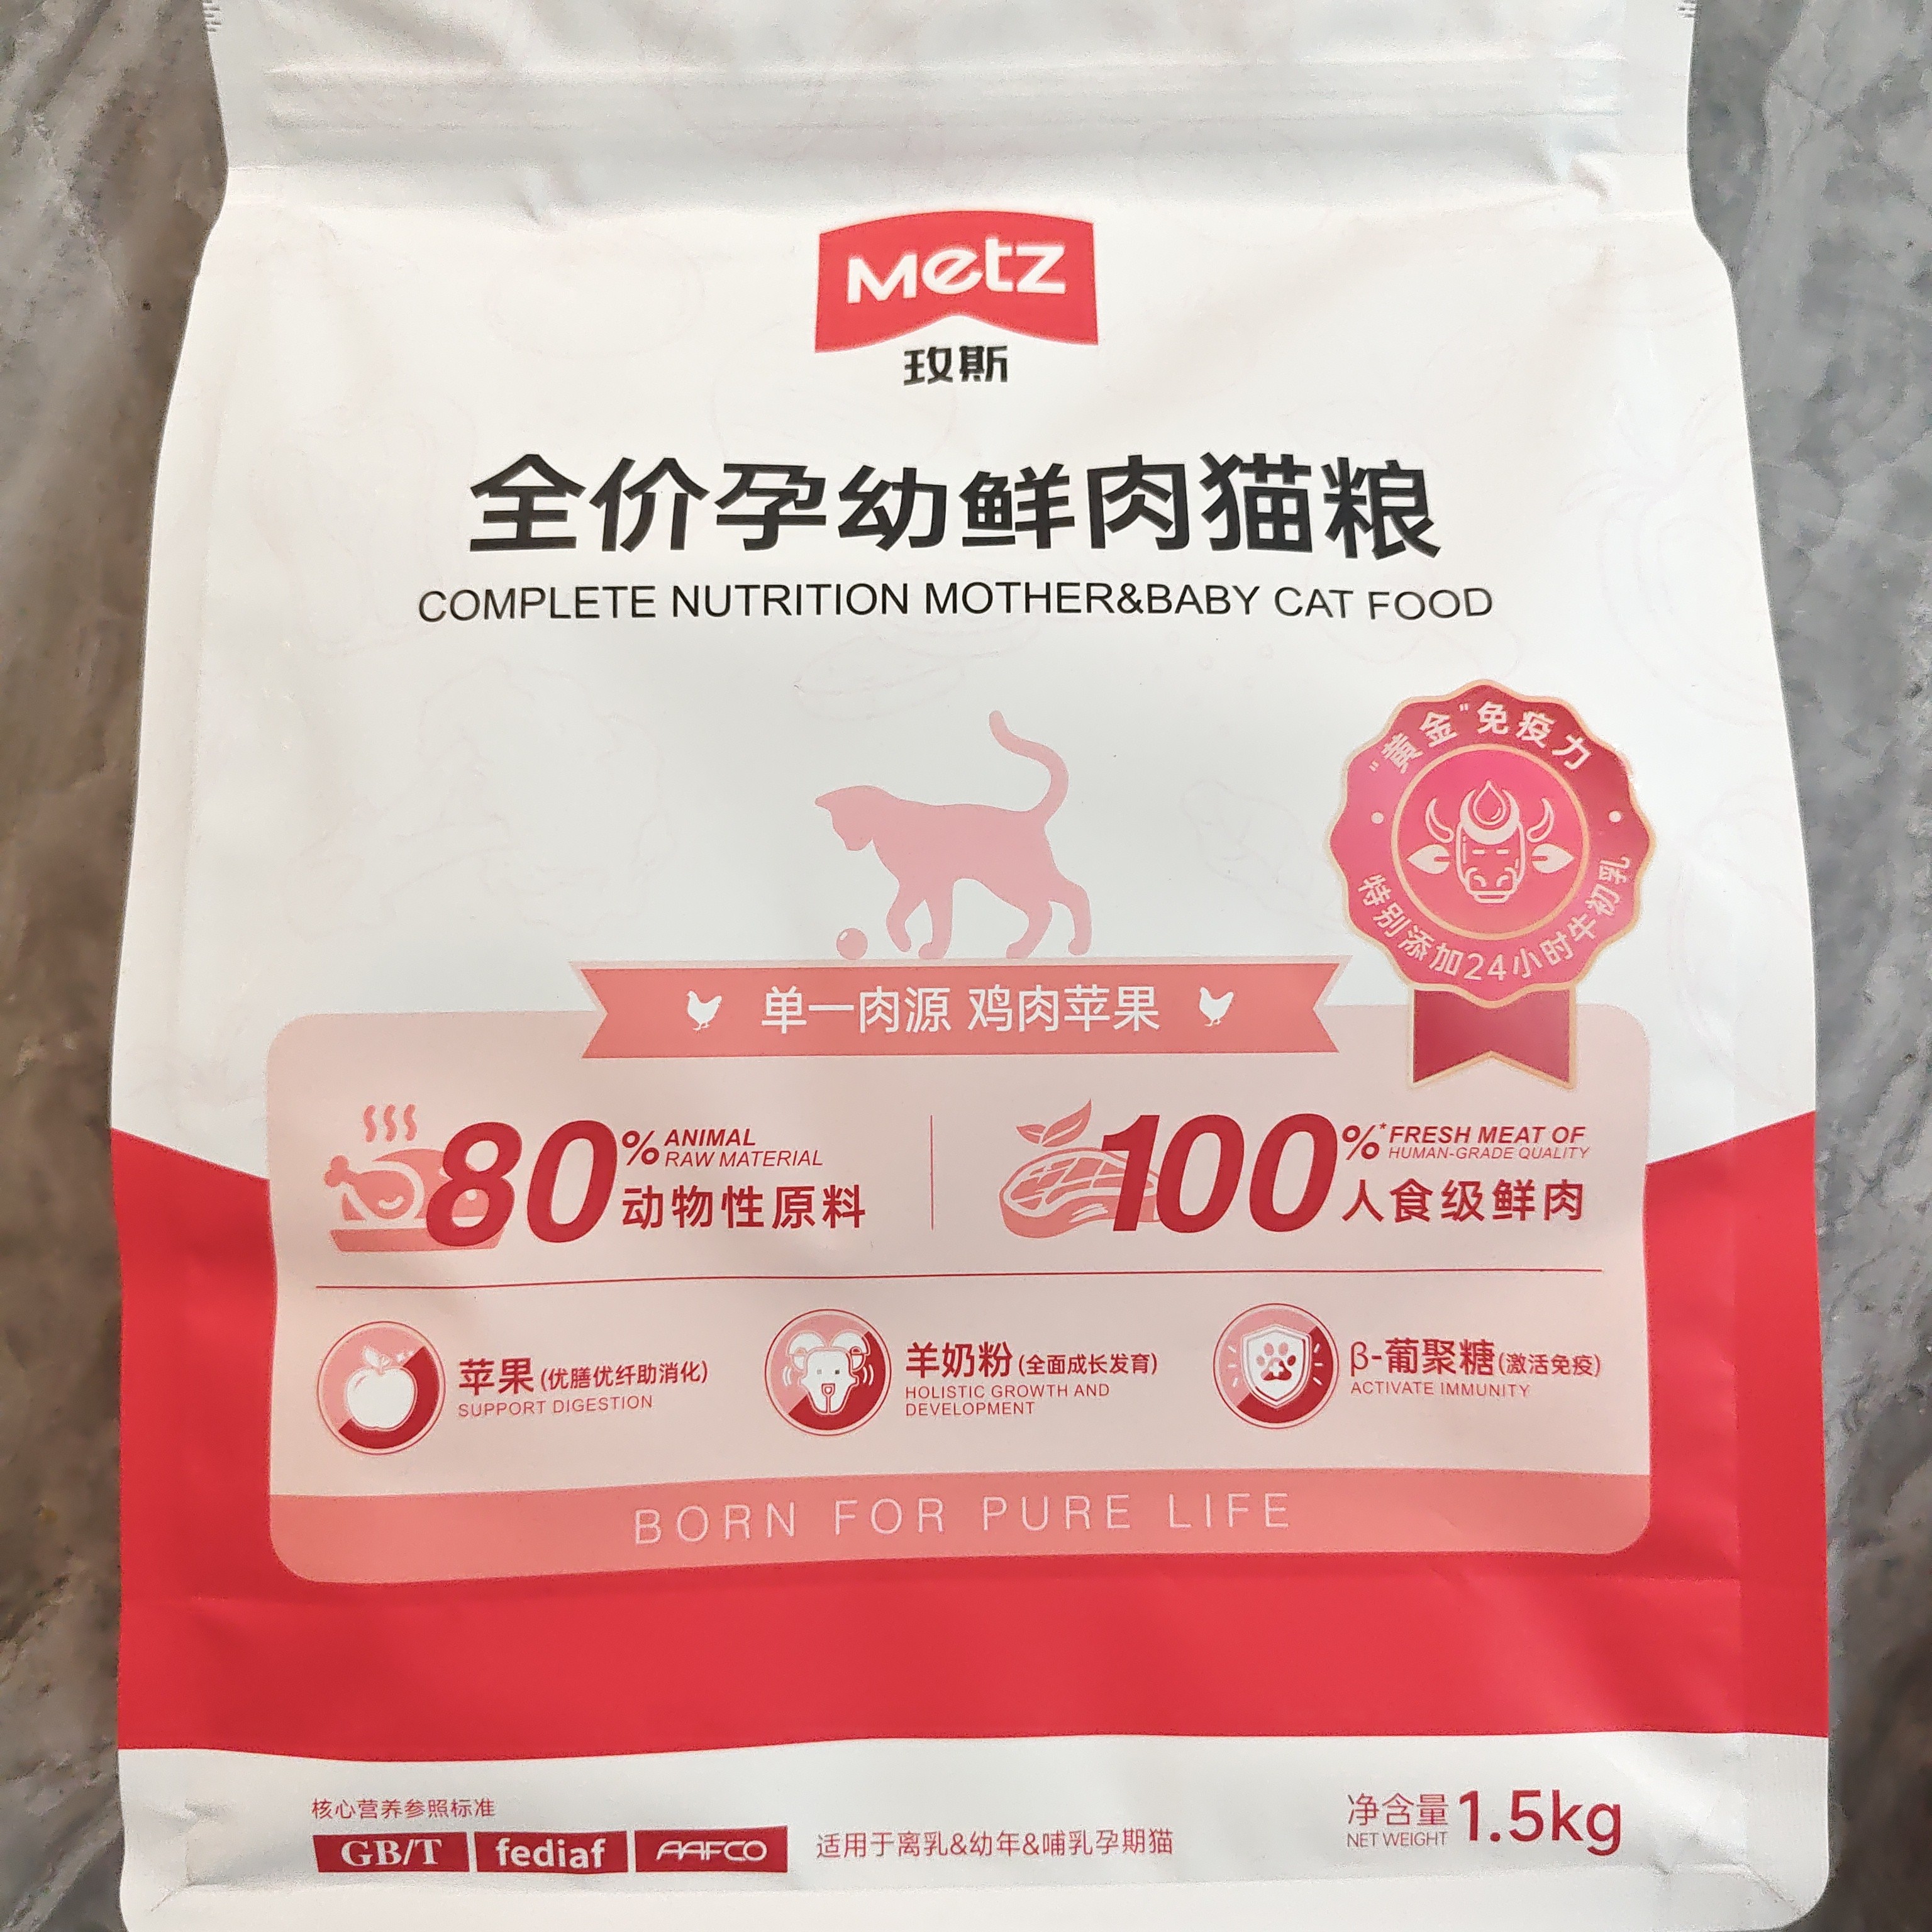 Metz
玫斯
全价孕幼鲜肉猫粮
COMPLETE NUTRITION MOTHER&BABY CAT FOOD
"黄金"免疫力
特别添加24小时牛初乳
单一肉源 鸡肉苹果
80% ANIMAL
RAW MATERIAL
动物性原料
100%* FRESH MEAT OF
HUMAN-GRADE QUALITY
人食级鲜肉
苹果(优膳优纤助消化)
SUPPORT DIGESTION
羊奶粉(全面成长发育)
HOLISTIC GROWTH AND
DEVELOPMENT
β-葡聚糖(激活免疫)
ACTIVATE IMMUNITY
BORN FOR PURE LIFE
核心营养参照标准
GB/T fediaf AAFCO
适用于离乳&幼年&哺乳孕期猫
净含量 1.5kg
NET WEIGHT